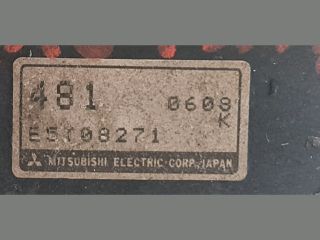 481 0608
K
E5T08271
MITSUBISHI ELECTRIC CORP. JAPAN